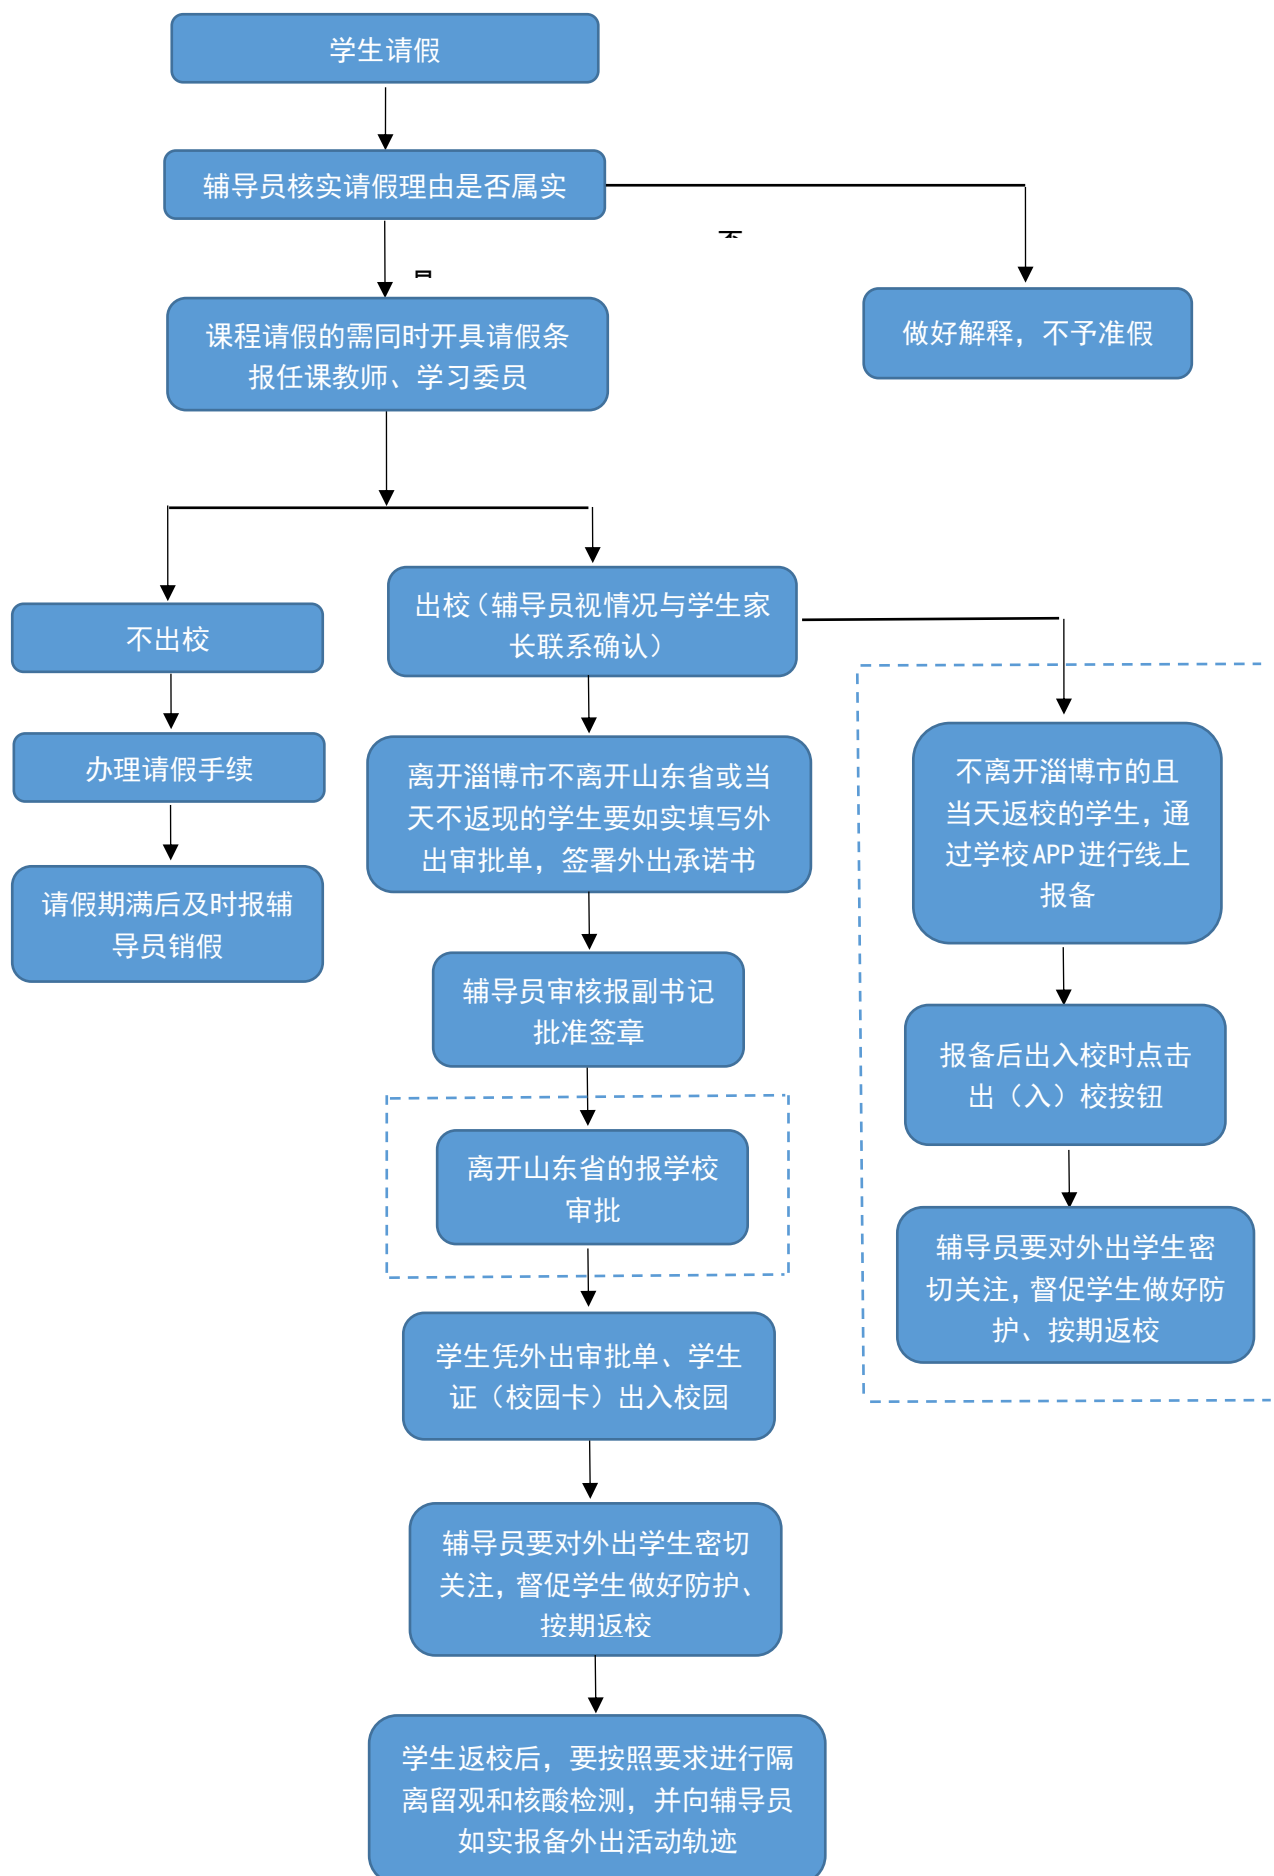 学生请假
辅导员核实请假理由是否属实
课程请假的需同时开具请假条
报任课教师、学习委员
做好解释，不予准假
不出校
办理请假手续
请假期满后及时报辅
导员销假
出校（辅导员视情况与学生家
长联系确认）
离开淄博市不离开山东省或当
天不返现的学生要如实填写外
出审批单，签署外出承诺书
辅导员审核报副书记
批准签章
离开山东省的报学校
审批
学生凭外出审批单、学生
证（校园卡）出入校园
辅导员要对外出学生密切
关注，督促学生做好防护、
按期返校
学生返校后，要按照要求进行隔
离留观和核酸检测，并向辅导员
如实报备外出活动轨迹
不离开淄博市的且
当天返校的学生，通
过学校APP进行线上
报备
报备后出入校时点击
出（入）校按钮
辅导员要对外出学生密
切关注，督促学生做好防
护、按期返校